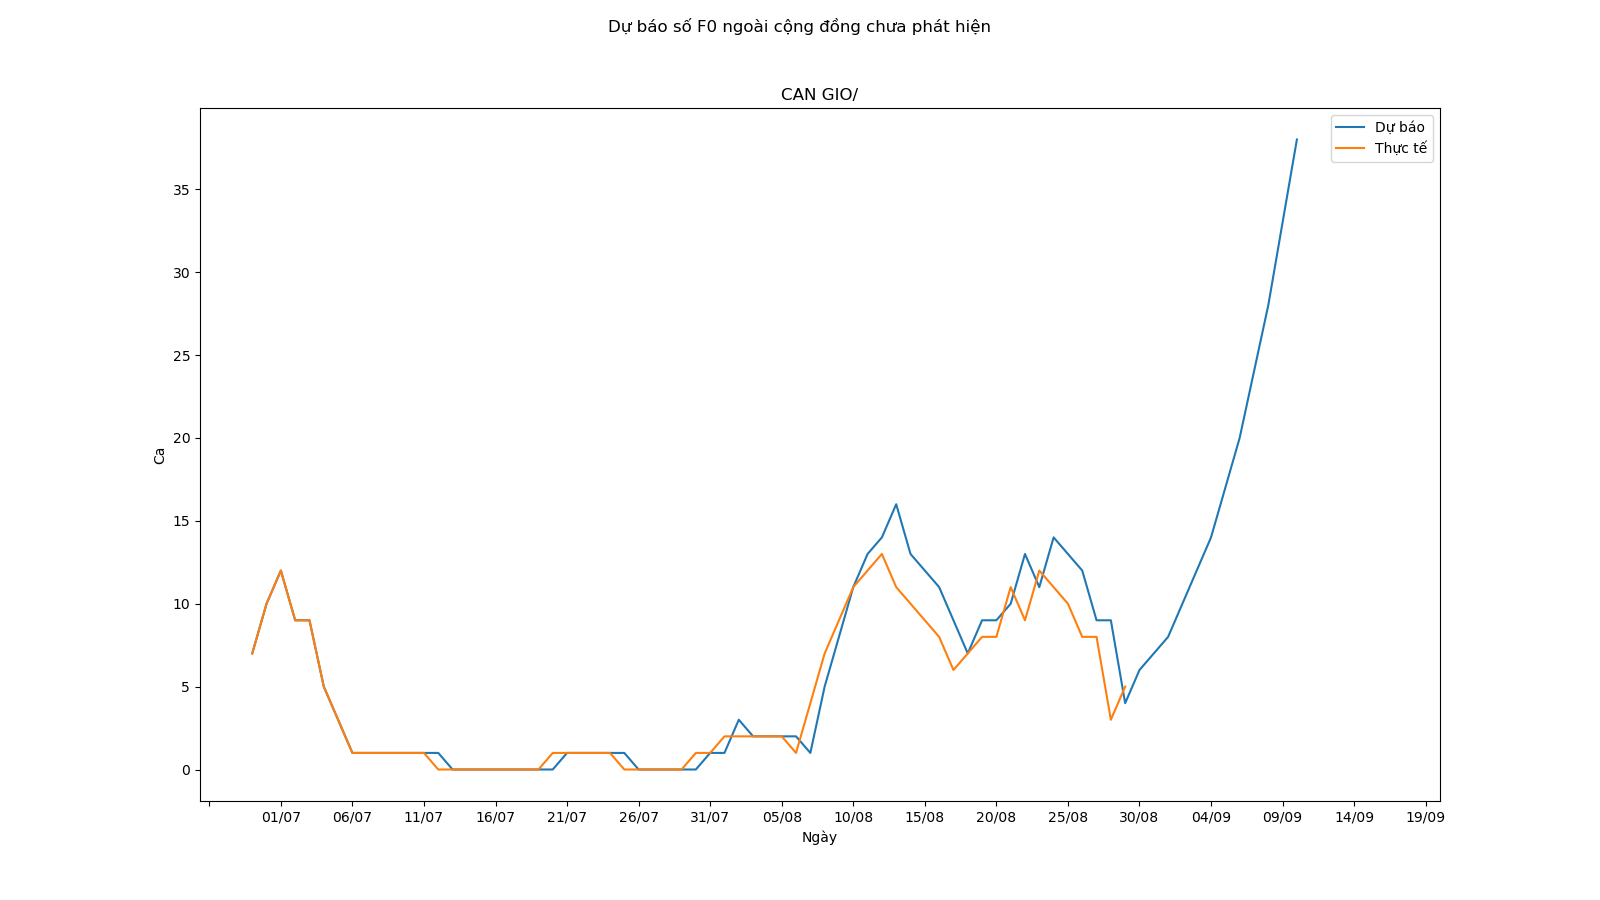 Dự báo số F0 ngoài cộng đồng chưa phát hiện
CAN GIO/
Dự báo
Thực tế
35
30
25
20
15
10
5
0
Ca
01/07 06/07 11/07 16/07 21/07 26/07 31/07 05/08 10/08 15/08 20/08 25/08 30/08 04/09 09/09 14/09 19/09
Ngày